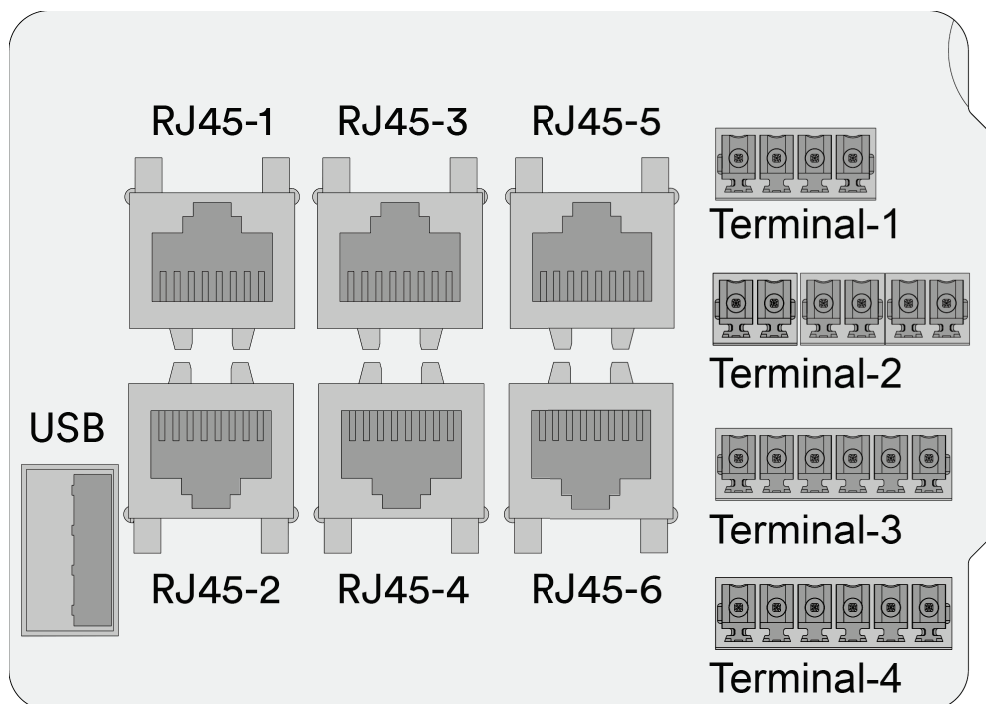 RJ45-1
RJ45-3
RJ45-5
Terminal-1
Terminal-2
USB
Terminal-3
RJ45-2
RJ45-4
RJ45-6
Terminal-4